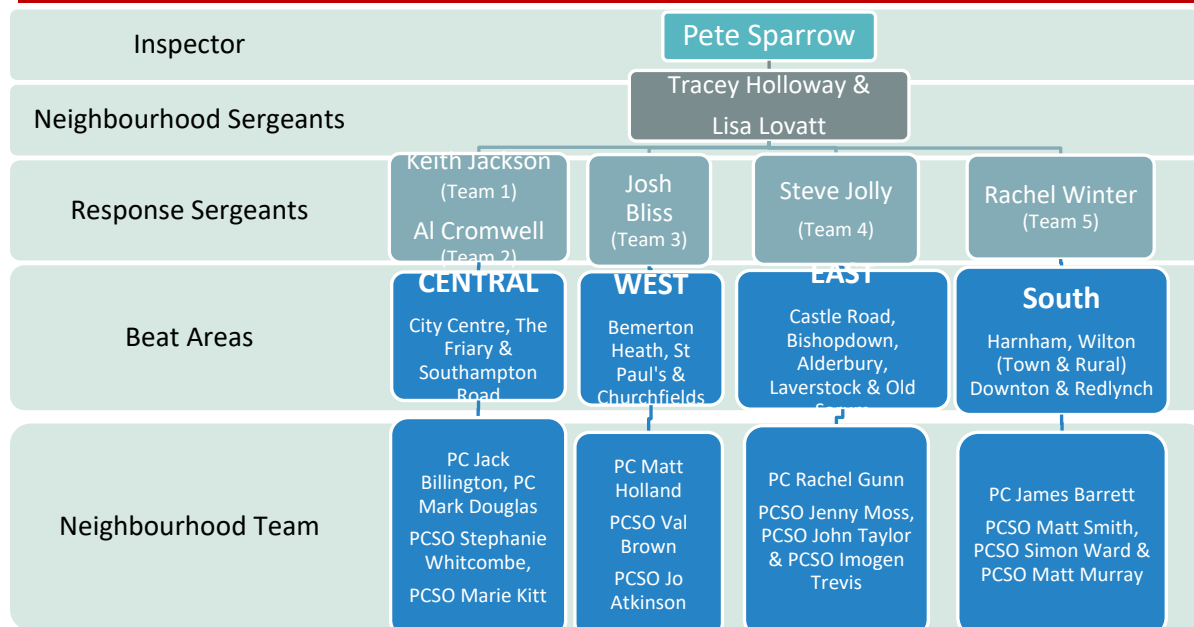 Inspector
Pete Sparrow
Neighbourhood Sergeants
Tracey Holloway &
Lisa Lovatt
Response Sergeants
Keith Jackson
(Team 1)
Al Cromwell
(Team 2)
Josh
Bliss
(Team 3)
Steve Jolly
(Team 4)
Rachel Winter
(Team 5)
Beat Areas
CENTRAL
City Centre, The
Friary &
Southampton
Road
WEST
Bemerton
Heath, St
Paul's &
Churchfields
EAST
Castle Road,
Bishopdown,
Alderbury,
Laverstock & Old
Sarum
South
Harnham, Wilton
(Town & Rural)
Downton & Redlynch
Neighbourhood Team
PC Jack
Billington, PC
Mark Douglas
PCSO Stephanie
Whitcombe,
PCSO Marie Kitt
PC Matt
Holland
PCSO Val
Brown
PCSO Jo
Atkinson
PC Rachel Gunn
PCSO Jenny Moss,
PCSO John Taylor
& PCSO Imogen
Trevis
PC James Barrett
PCSO Matt Smith,
PCSO Simon Ward &
PCSO Matt Murray